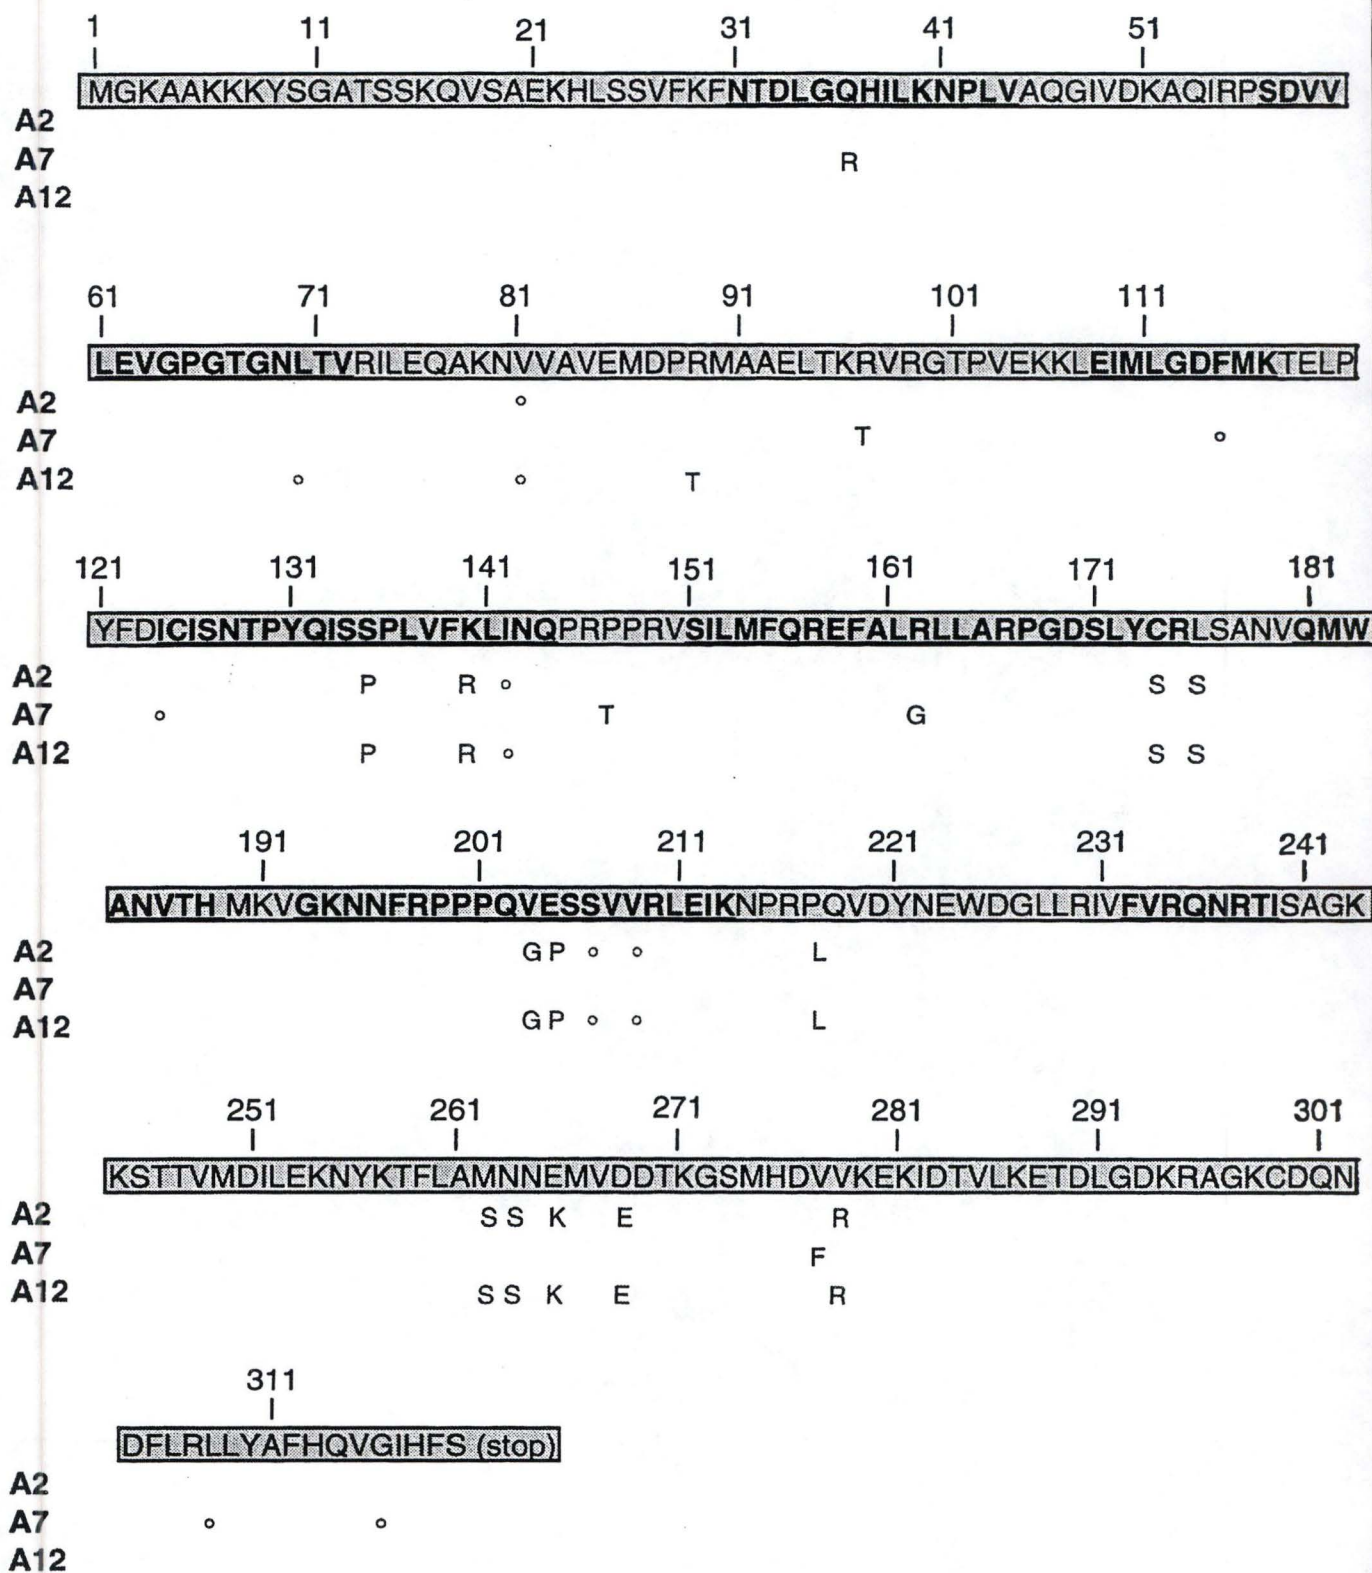 1 11 21 31 41 51
MGKAAKKKYSGATSSKQVSAEKHLSSVFKFNTDLGQHILKNPLVAQGIVDKAQIRPSDVV
A2
A7 R
A12
61 71 81 91 101 111
LEVGPGTGNLTVRILEQAKNVVAVEMDPRMAAELTKRVRGTPVEKKLEIMLGDFMKTELP
A2 °
A7 T °
A12 ° ° T
121 131 141 151 161 171 181
YFDICISNTPYQISSPLVFKLINQPRPPRVSILMFQREFALRLLARPGDSLYCRLSANVQMW
A2 P R ° S S
A7 ° T G
A12 P R ° S S
191 201 211 221 231 241
ANVTHMKVGKNNFRPPPQVESSVVRLEIKNPRPQVDYNEWDGLLRIVFVRQNRTISAGK
A2 G P ° ° L
A7
A12 G P ° ° L
251 261 271 281 291 301
KSTTVMDILEKNYKTFLAMNNEMVDDTKGSMHDVVKEKIDTVLKETDLGDKRAGKCDQN
A2 S S K E R
A7 F
A12 S S K E R
311
DFLRLLYAFHQVGIHFS (stop)
A2
A7 ° °
A12